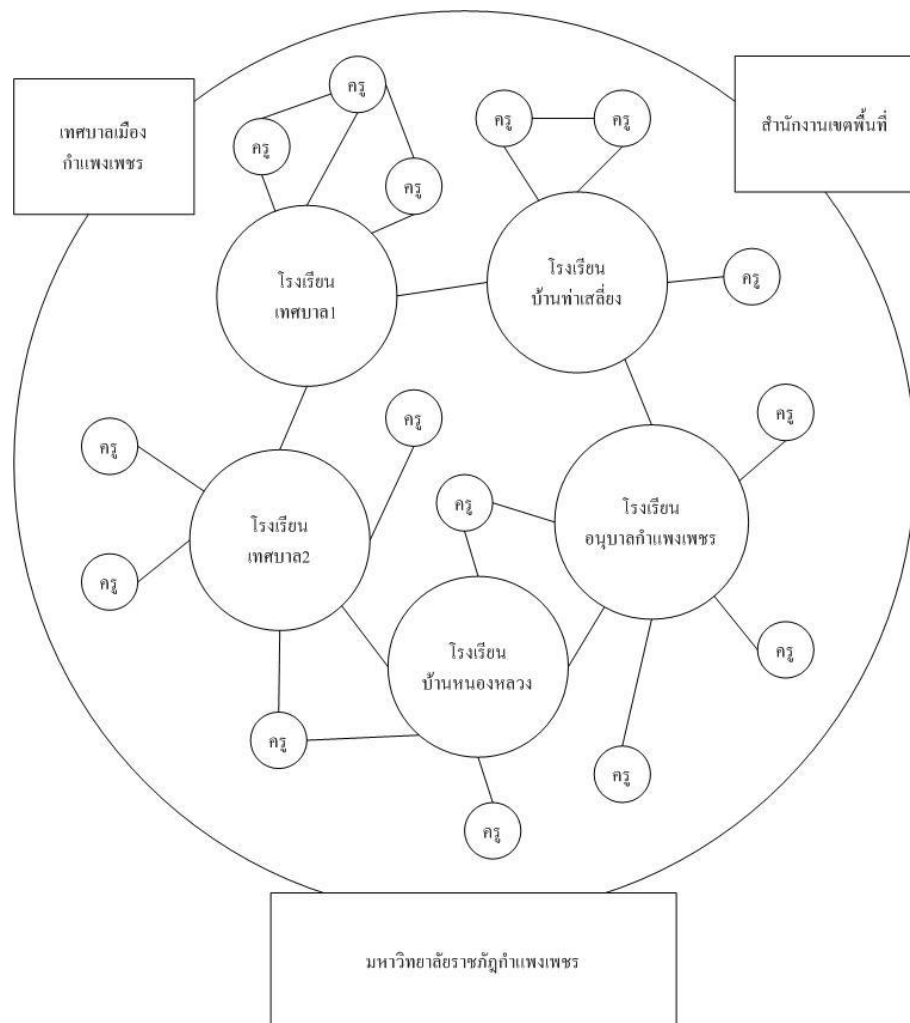 เทศบาลเมือง
กำแพงเพชร
สำนักงานเขตพื้นที่
ครู
ครู
ครู
ครู
ครู
โรงเรียน
เทศบาล1
โรงเรียน
บ้านท่าเสลี่ยง
ครู
ครู
ครู
ครู
ครู
โรงเรียน
อนุบาลกำแพงเพชร
โรงเรียน
เทศบาล2
ครู
โรงเรียน
บ้านหนองหลวง
ครู
ครู
ครู
ครู
มหาวิทยาลัยราชภัฎกำแพงเพชร